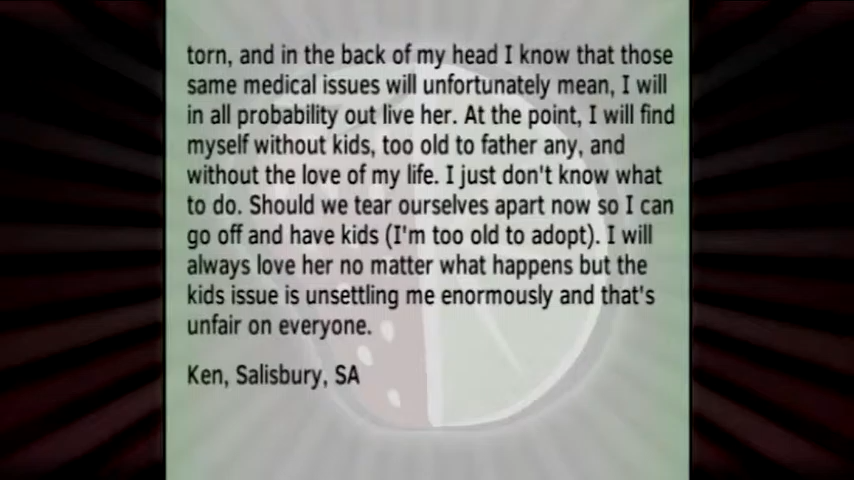 torn, and in the back of my head I know that those
same medical issues will unfortunately mean, I will
in all probability out live her. At the point, I will find
myself without kids, too old to father any, and
without the love of my life. I just don't know what
to do. Should we tear ourselves apart now so I can
go off and have kids (I'm too old to adopt). I will
always love her no matter what happens but the
kids issue is unsettling me enormously and that's
unfair on everyone.
Ken, Salisbury, SA